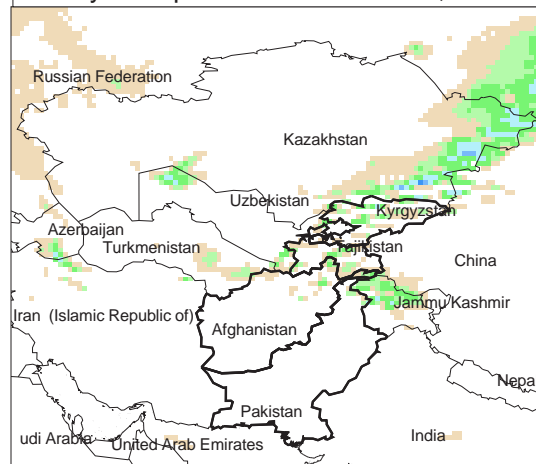 Russian Federation
Kazakhstan
Uzbekistan
Kyrgyzstan
Azerbaijan
Turkmenistan
Tajikistan
China
Iran (Islamic Republic of)
Jammu Kashmir
Afghanistan
Nepa
Pakistan
udi Arabia
United Arab Emirates
India